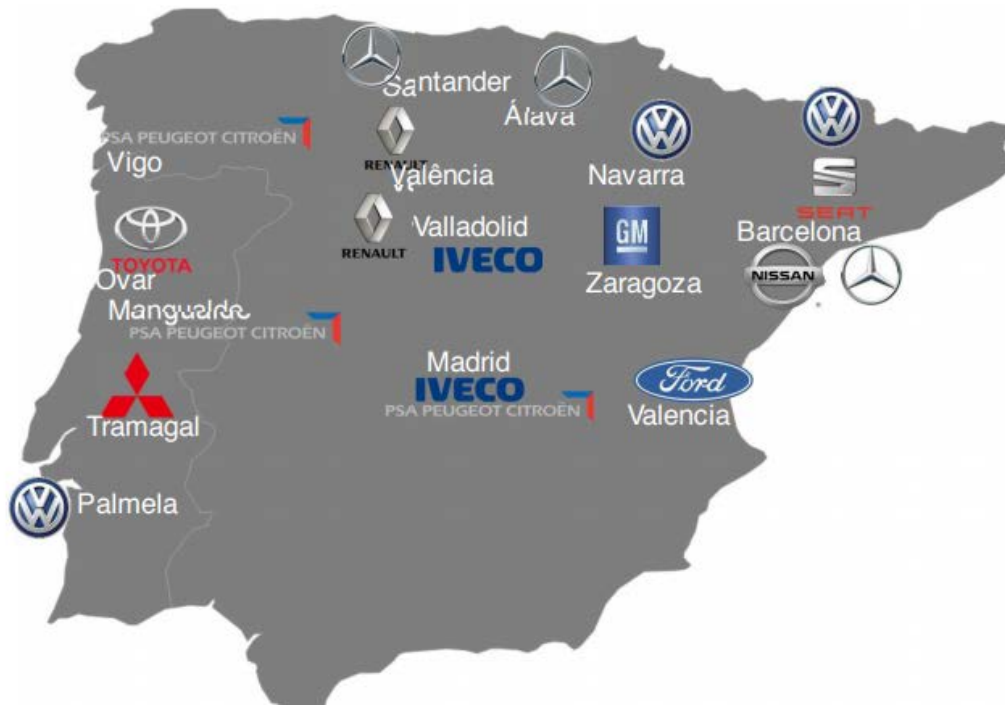 Santander
Álava
PSA PEUGEOT CITROËN
Vigo
RENAULT
Valência
Navarra
SEAT
Barcelona
TOYOTA
Ovar
RENAULT
Valladolid
IVECO
GM
Zaragoza
NISSAN
Mangualde
PSA PEUGEOT CITROËN
Madrid
IVECO
PSA PEUGEOT CITROËN
Ford
Valencia
Tramagal
Palmela